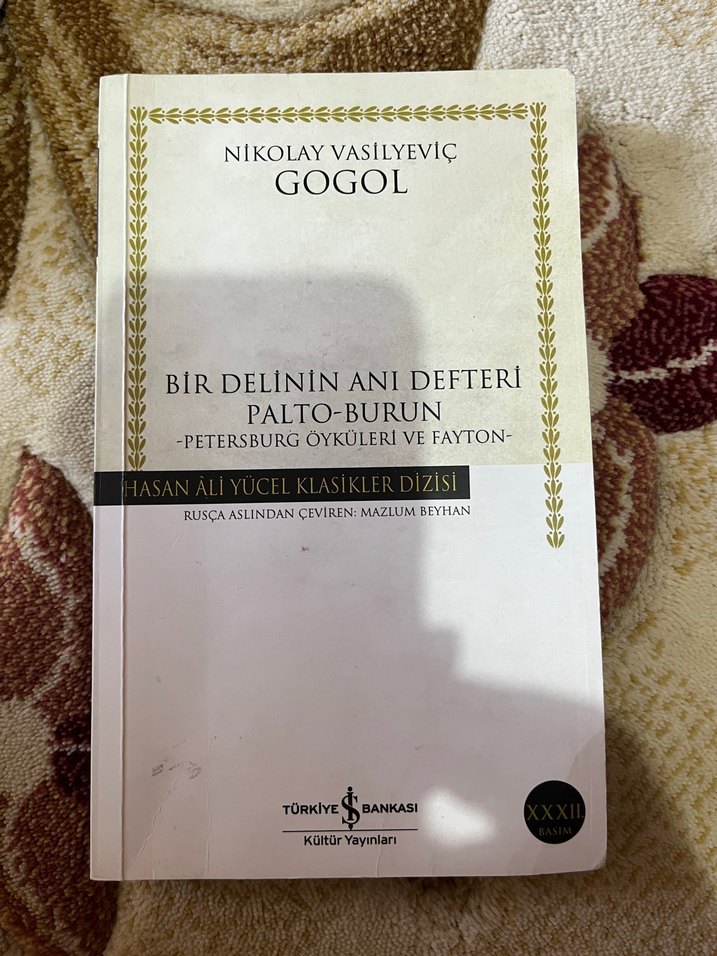 NİKOLAY VASİLYEVİÇ
GOGOL
BİR DELİNİN ANI DEFTERİ
PALTO-BURUN
-PETERSBURG ÖYKÜLERİ VE FAYTON-
HASAN ÂLİ YÜCEL KLASİKLER DİZİSİ
RUSÇA ASLINDAN ÇEVİREN: MAZLUM BEYHAN
TÜRKİYE İŞ BANKASI
Kültür Yayınları
XXXII.
BASIM